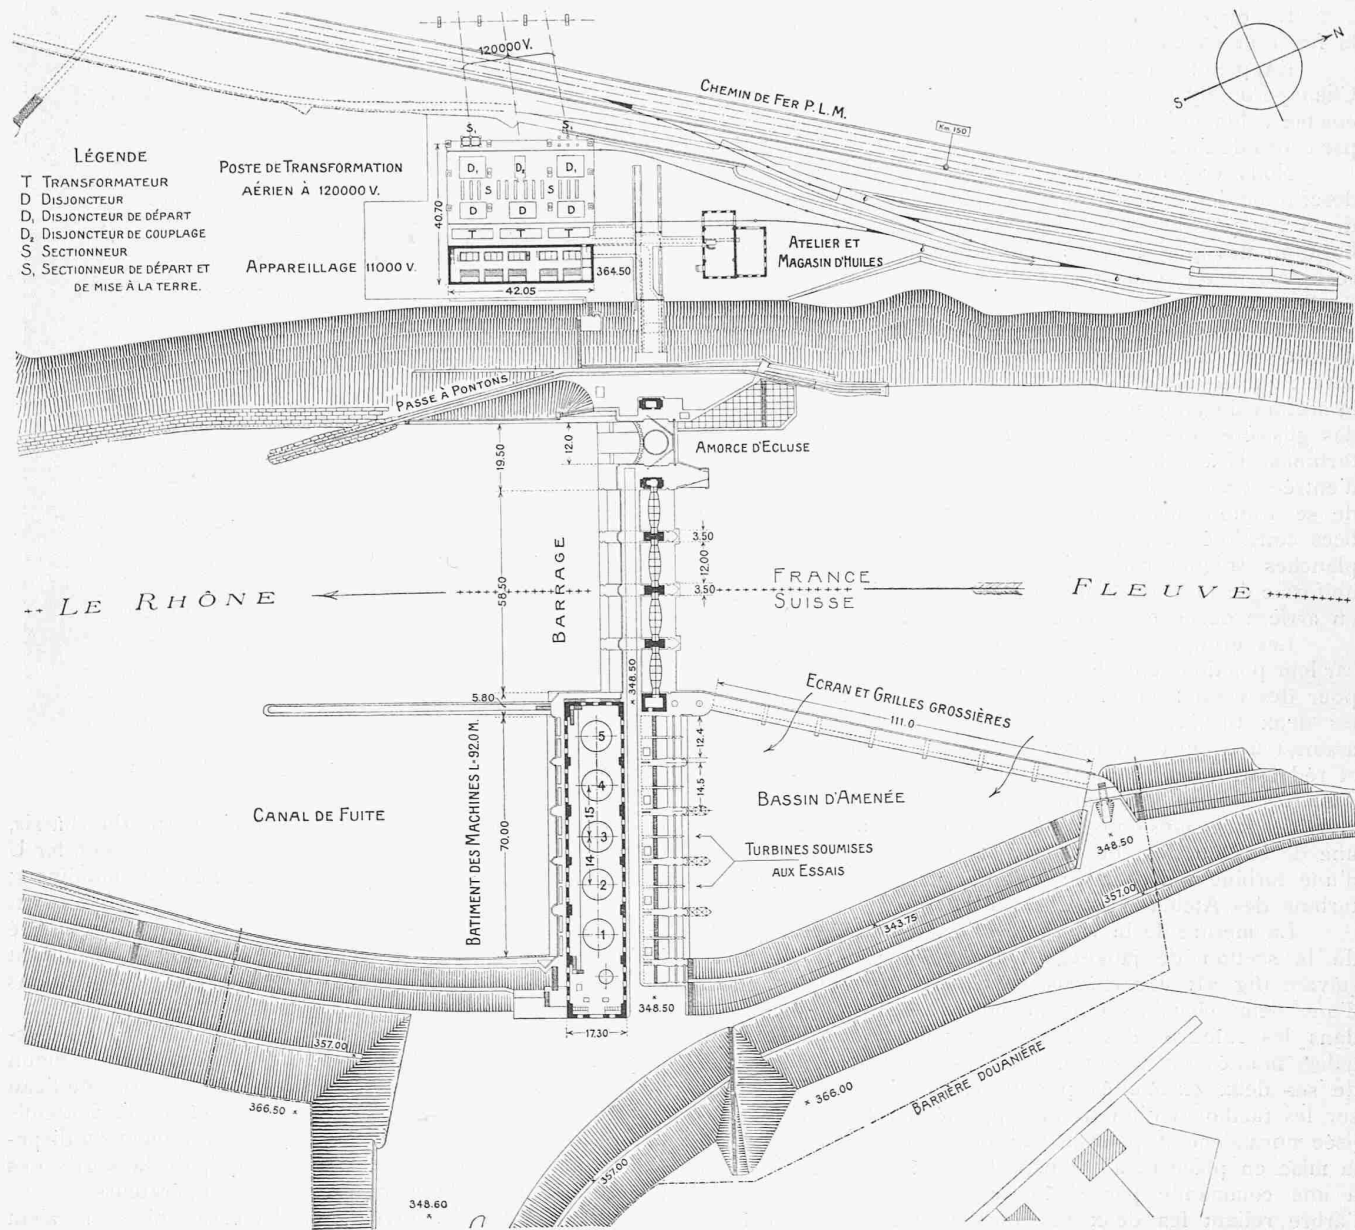 120000 V.
CHEMIN DE FER P.L.M.
Km. 150
N
S
LÉGENDE
T TRANSFORMATEUR
D DISJONCTEUR
D₁ DISJONCTEUR DE DÉPART
D₂ DISJONCTEUR DE COUPLAGE
S SECTIONNEUR
S₁ SECTIONNEUR DE DÉPART ET
DE MISE À LA TERRE.
POSTE DE TRANSFORMATION
AÉRIEN À 120000 V.
S₁ S₁
D₁ D₂ D₁
S S
D D D
T T T
40.70
APPAREILLAGE 11000 V.
364.50
42.05
ATELIER ET
MAGASIN D'HUILES
PASSE À PONTONS
AMORCE D'ECLUSE
19.50
12.0
58.50
BARRAGE
3.50
12.00
3.50
LE RHÔNE
FRANCE
SUISSE
FLEUVE
348.50
5.80
ECRAN ET GRILLES GROSSIÈRES
111.0
12.4
14.5
BATIMENT DES MACHINES L=92.0 M.
70.00
5
4
15
3
14
2
1
CANAL DE FUITE
BASSIN D'AMENÉE
TURBINES SOUMISES
AUX ESSAIS
348.50
357.00
343.75
348.50
17.30
357.00
366.50
366.00
BARRIÈRE DOUANIÈRE
357.00
348.60